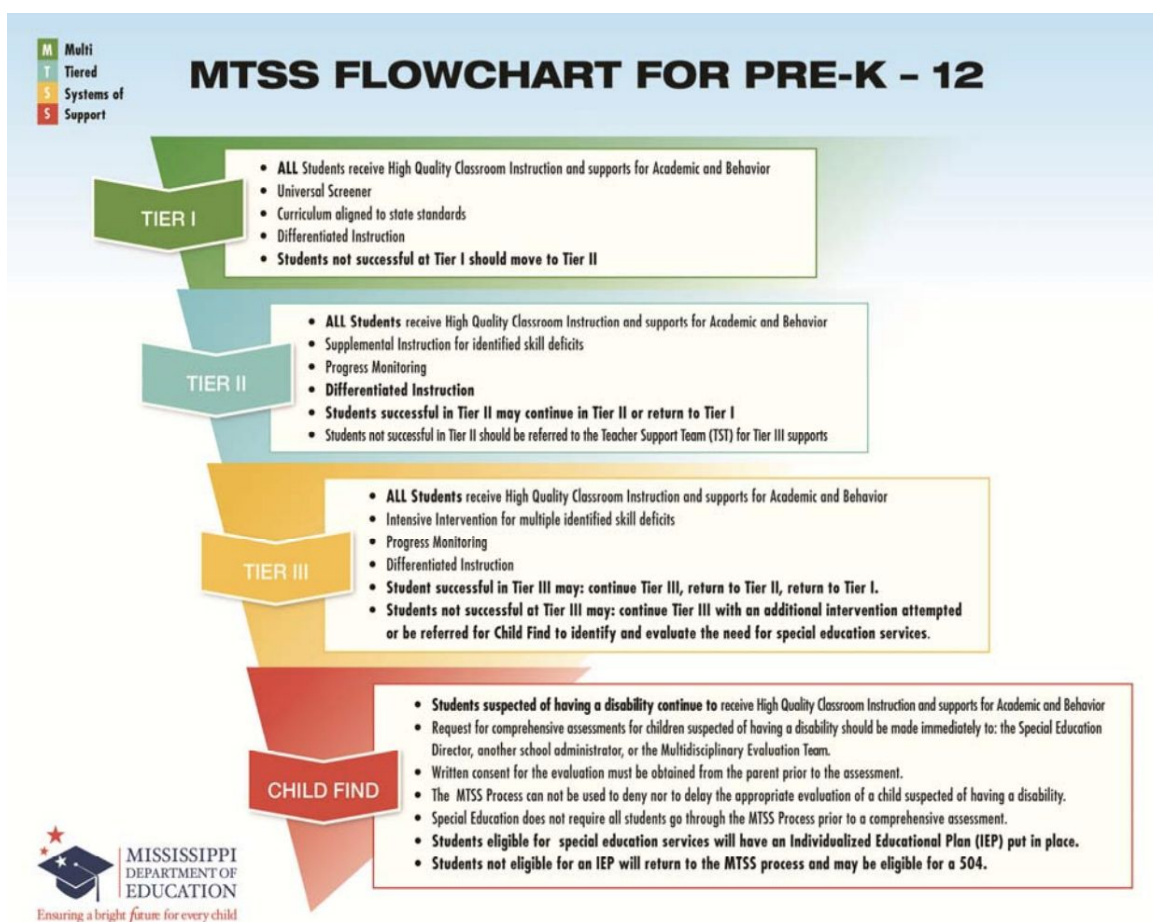 M Multi
T Tiered
S Systems of
S Support
MTSS FLOWCHART FOR PRE-K – 12
TIER I
• ALL Students receive High Quality Classroom Instruction and supports for Academic and Behavior
• Universal Screener
• Curriculum aligned to state standards
• Differentiated Instruction
• Students not successful at Tier I should move to Tier II
TIER II
• ALL Students receive High Quality Classroom Instruction and supports for Academic and Behavior
• Supplemental Instruction for identified skill deficits
• Progress Monitoring
• Differentiated Instruction
• Students successful in Tier II may continue in Tier II or return to Tier I
• Students not successful in Tier II should be referred to the Teacher Support Team (TST) for Tier III supports
TIER III
• ALL Students receive High Quality Classroom Instruction and supports for Academic and Behavior
• Intensive Intervention for multiple identified skill deficits
• Progress Monitoring
• Differentiated Instruction
• Student successful in Tier III may: continue Tier III, return to Tier II, return to Tier I.
• Students not successful at Tier III may: continue Tier III with an additional intervention attempted
or be referred for Child Find to identify and evaluate the need for special education services.
CHILD FIND
• Students suspected of having a disability continue to receive High Quality Classroom Instruction and supports for Academic and Behavior
• Request for comprehensive assessments for children suspected of having a disability should be made immediately to: the Special Education
Director, another school administrator, or the Multidisciplinary Evaluation Team.
• Written consent for the evaluation must be obtained from the parent prior to the assessment.
• The MTSS Process can not be used to deny nor to delay the appropriate evaluation of a child suspected of having a disability.
• Special Education does not require all students go through the MTSS Process prior to a comprehensive assessment.
• Students eligible for special education services will have an Individualized Educational Plan (IEP) put in place.
• Students not eligible for an IEP will return to the MTSS process and may be eligible for a 504.
MISSISSIPPI
DEPARTMENT OF
EDUCATION
Ensuring a bright future for every child